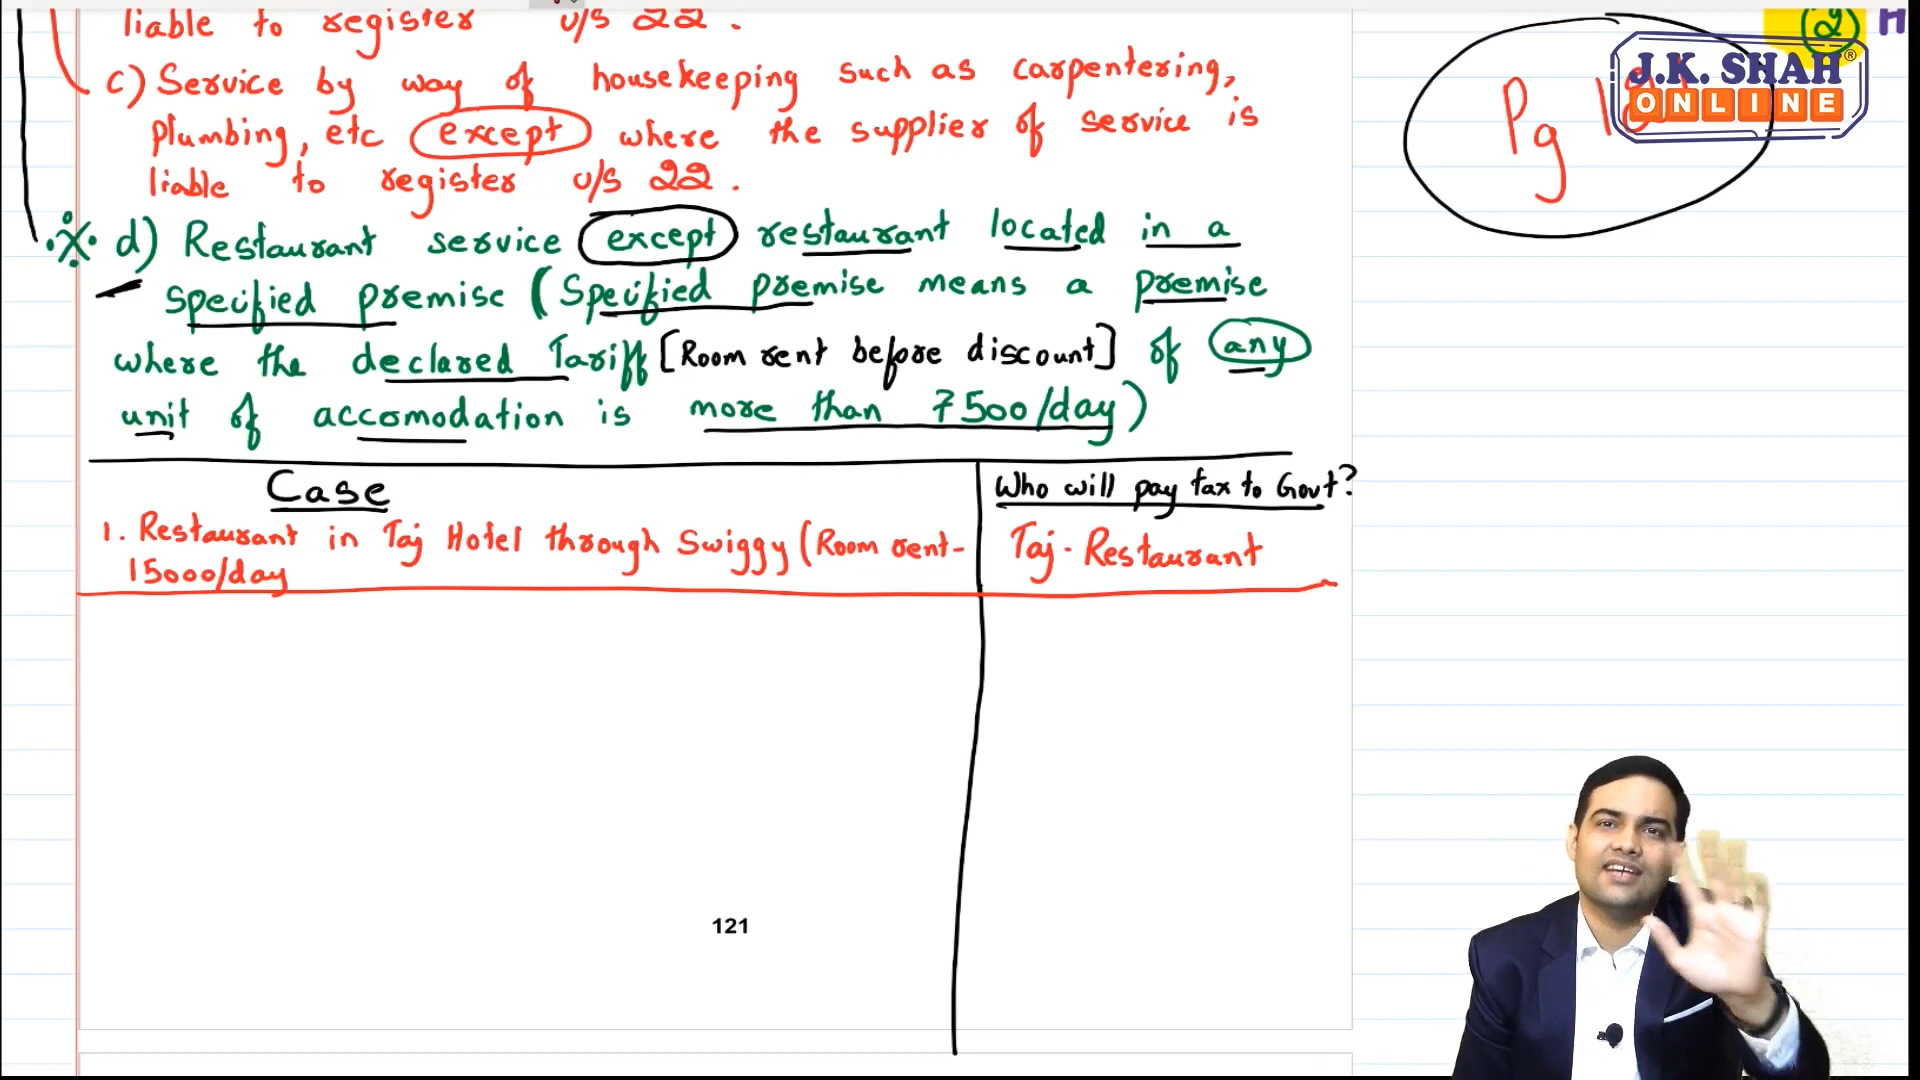 liable to register u/s 22.
c) Service by way of housekeeping such as carpentering,
plumbing, etc except where the supplier of service is
liable to register u/s 22.
d) Restaurant service except restaurant located in a
specified premise (Specified premise means a premise
where the declared Tariff [Room rent before discount] of any
unit of accomodation is more than 7500/day)
Case
Who will pay tax to Govt?
1. Restaurant in Taj Hotel through Swiggy (Room rent-
15000/day
Taj-Restaurant
121
Pg
J.K. SHAH®
ONLINE
(2) H